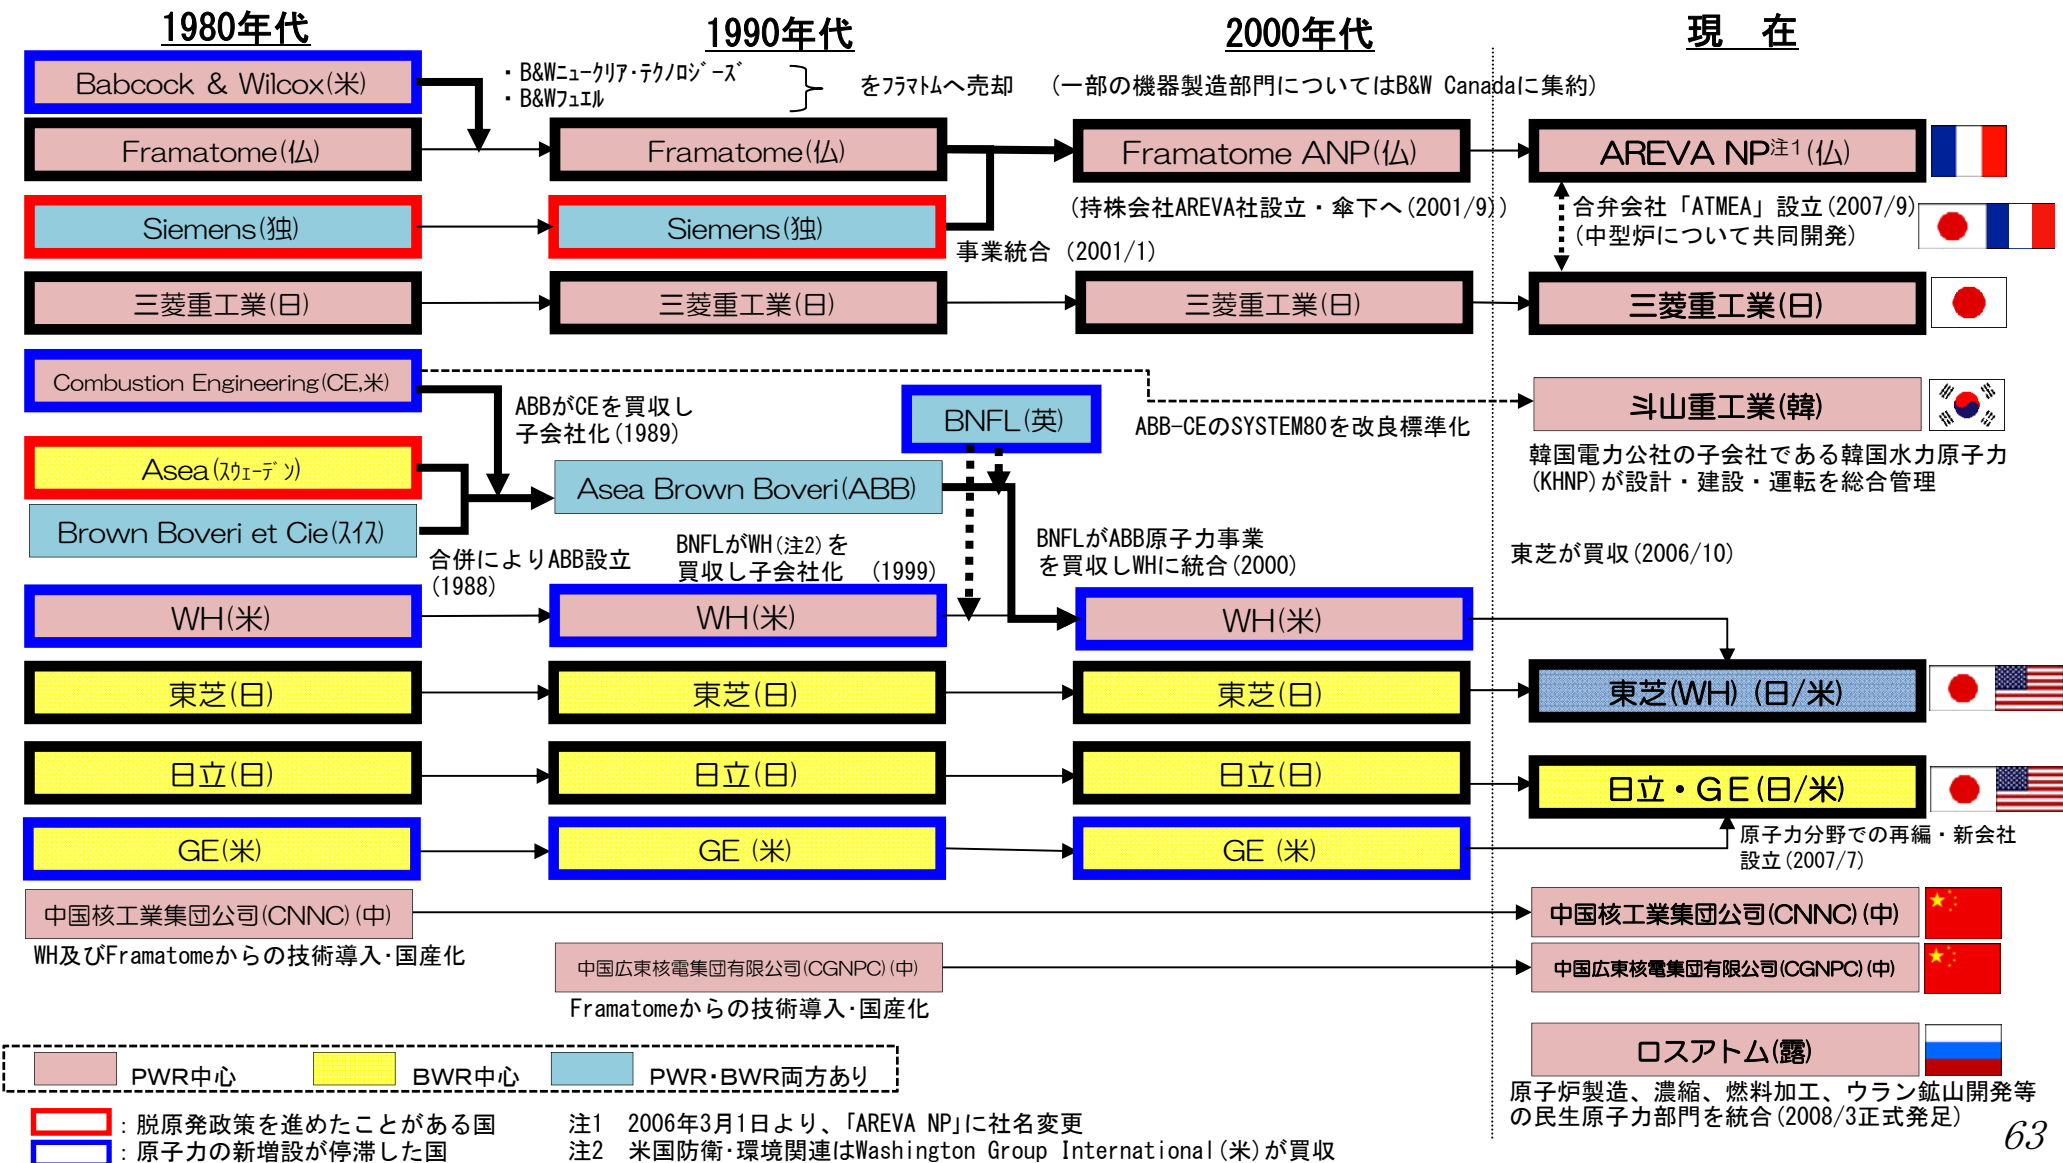 1980年代
1990年代
2000年代
現　在
Babcock & Wilcox(米)
・B&Wニュークリア・テクノロジーズ
・B&Wフュエル
をフラマトムへ売却
(一部の機器製造部門についてはB&W Canadaに集約)
Framatome(仏)
Framatome(仏)
Framatome ANP(仏)
AREVA NP注1(仏)
Siemens(独)
Siemens(独)
(持株会社AREVA社設立・傘下へ(2001/9))
合弁会社「ATMEA」設立(2007/9)
(中型炉について共同開発)
事業統合 (2001/1)
三菱重工業(日)
三菱重工業(日)
三菱重工業(日)
三菱重工業(日)
Combustion Engineering(CE,米)
ABBがCEを買収し
子会社化(1989)
BNFL(英)
ABB-CEのSYSTEM80を改良標準化
斗山重工業(韓)
韓国電力公社の子会社である韓国水力原子力
(KHNP)が設計・建設・運転を総合管理
Asea(スウェーデン)
Asea Brown Boveri(ABB)
Brown Boveri et Cie(スイス)
合併によりABB設立
(1988)
BNFLがWH(注2)を
買収し子会社化 (1999)
BNFLがABB原子力事業
を買収しWHに統合(2000)
東芝が買収(2006/10)
WH(米)
WH(米)
WH(米)
東芝(日)
東芝(日)
東芝(日)
東芝(WH) (日/米)
日立(日)
日立(日)
日立(日)
日立・GE(日/米)
GE(米)
GE (米)
GE (米)
原子力分野での再編・新会社
設立(2007/7)
中国核工業集団公司(CNNC)(中)
中国核工業集団公司(CNNC)(中)
WH及びFramatomeからの技術導入・国産化
中国広東核電集団有限公司(CGNPC)(中)
中国広東核電集団有限公司(CGNPC)(中)
Framatomeからの技術導入・国産化
ロスアトム(露)
原子炉製造、濃縮、燃料加工、ウラン鉱山開発等
の民生原子力部門を統合(2008/3正式発足)
PWR中心
BWR中心
PWR・BWR両方あり
：脱原発政策を進めたことがある国
：原子力の新増設が停滞した国
注1　2006年3月1日より、「AREVA NP」に社名変更
注2　米国防衛・環境関連はWashington Group International(米)が買収
63